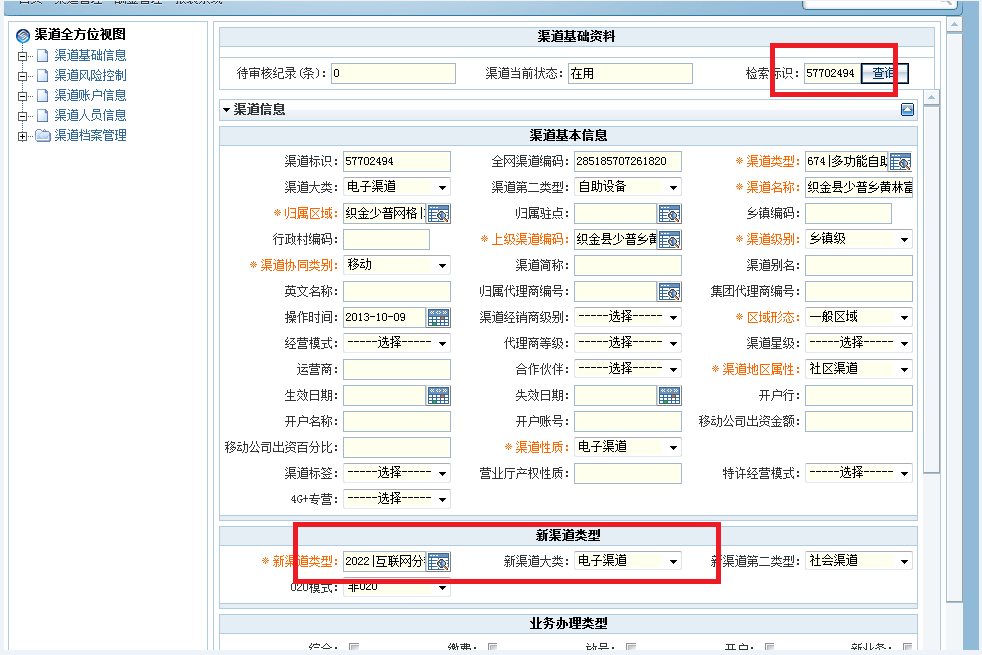 渠道全方位视图
渠道基础信息
渠道风险控制
渠道账户信息
渠道人员信息
渠道档案管理
渠道基础资料
待审核纪录(条): 0 渠道当前状态: 在用 检索标识: 57702494 查询
渠道信息
渠道基本信息
渠道标识: 57702494 全网渠道编码: 285185707261820 *渠道类型: 674|多功能自助
渠道大类: 电子渠道 渠道第二类型: 自助设备 *渠道名称: 织金县少普乡黄林富
*归属区域: 织金少普网格| 归属驻点: 乡镇编码:
行政村编码: *上级渠道编码: 织金县少普乡黄 *渠道级别: 乡镇级
*渠道协同类别: 移动 渠道简称: 渠道别名:
英文名称: 归属代理商编号: 集团代理商编号:
操作时间: 2013-10-09 渠道经销商级别: -----选择----- *区域形态: 一般区域
经营模式: -----选择----- 代理商等级: -----选择----- 渠道星级: -----选择-----
运营商: 合作伙伴: -----选择----- *渠道地区属性: 社区渠道
生效日期: 失效日期: 开户行:
开户名称: 开户账号: 移动公司出资金额:
移动公司出资百分比: *渠道性质: 电子渠道
渠道标签: -----选择----- 营业厅产权性质: 特许经营模式: -----选择-----
4G+专营: -----选择-----
新渠道类型
*新渠道类型: 2022|互联网分 新渠道大类: 电子渠道 新渠道第二类型: 社会渠道
O2O模式: 非O2O
业务办理类型
综合: 缴费: 放号: 开户: 新业务: